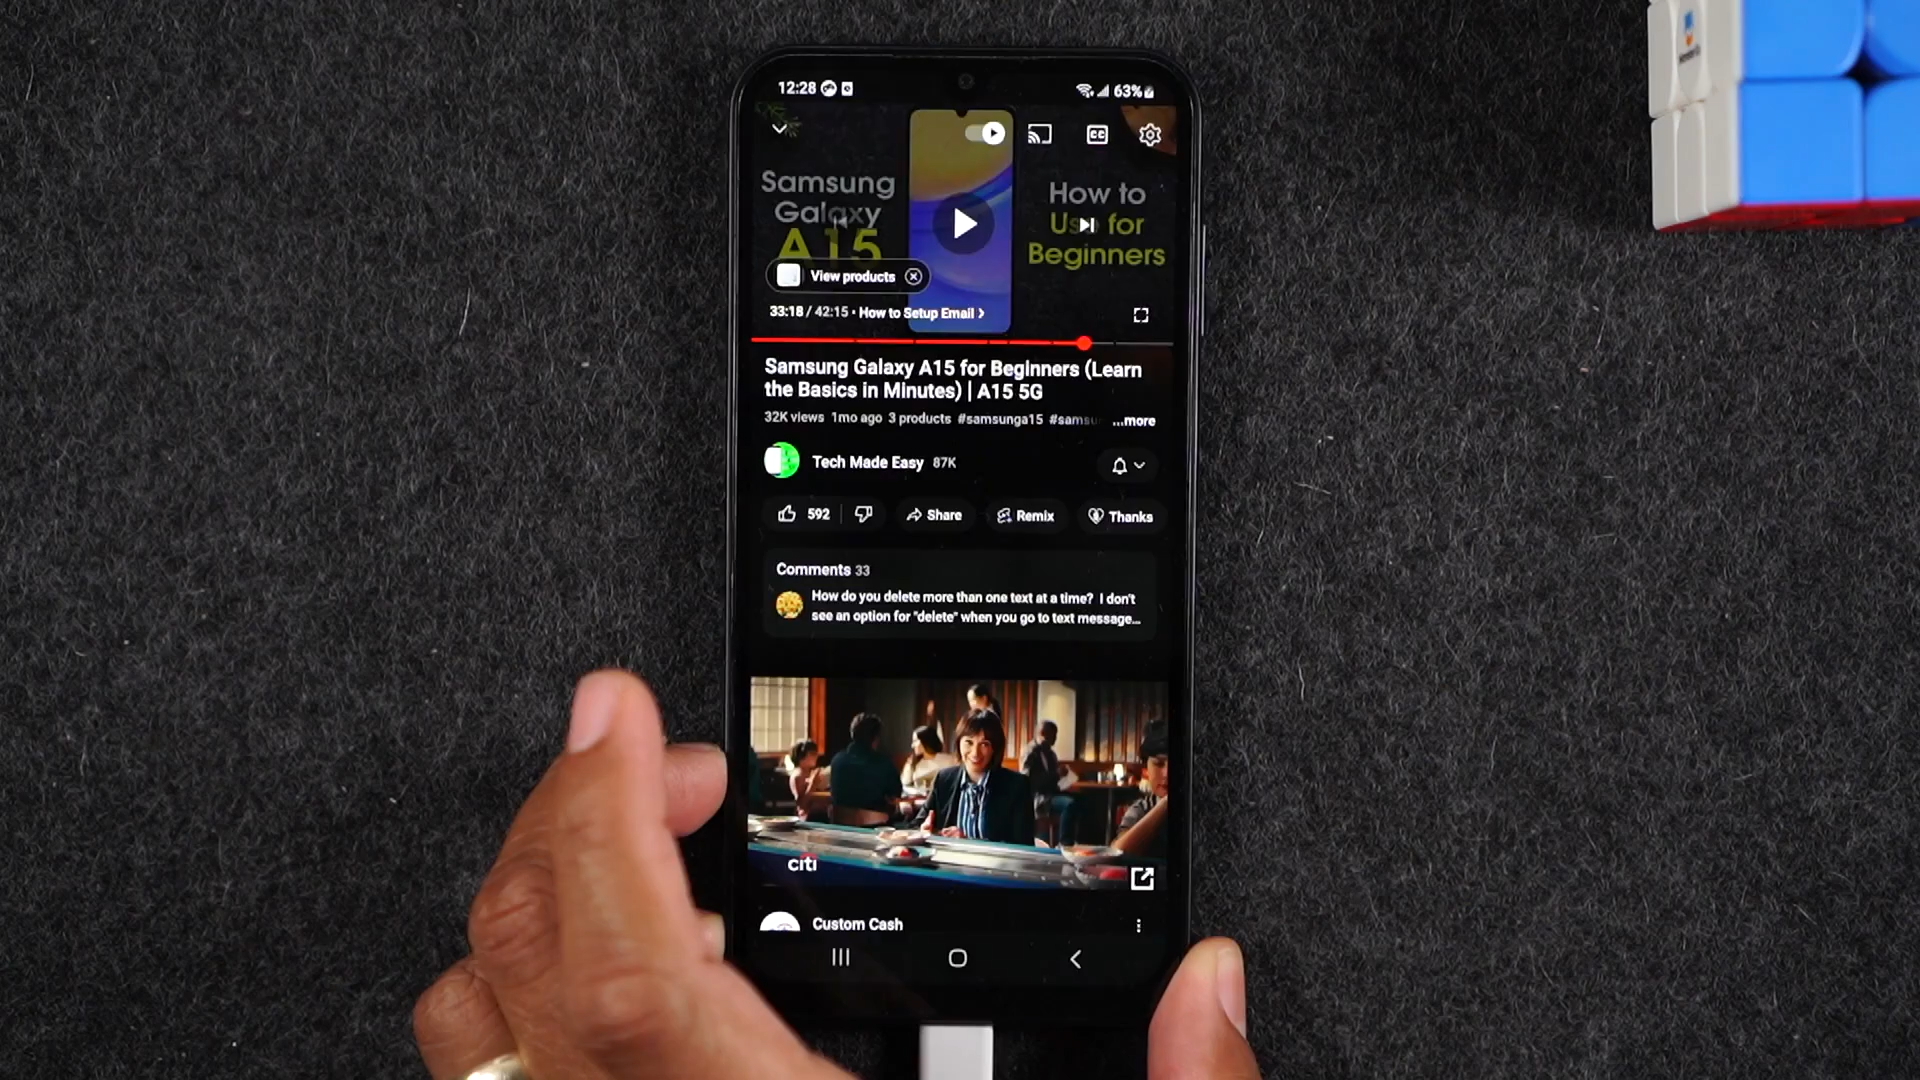 12:28
63%
Samsung
Galaxy
A15
How to
Use for
Beginners
CC
View products
33:18 / 42:15 • How to Setup Email >
Samsung Galaxy A15 for Beginners (Learn
the Basics in Minutes) | A15 5G
32K views 1mo ago 3 products #samsunga15 #samsu ...more
Tech Made Easy 87K
592
Share
Remix
Thanks
Comments 33
How do you delete more than one text at a time? I don't
see an option for "delete" when you go to text message...
citi
Custom Cash